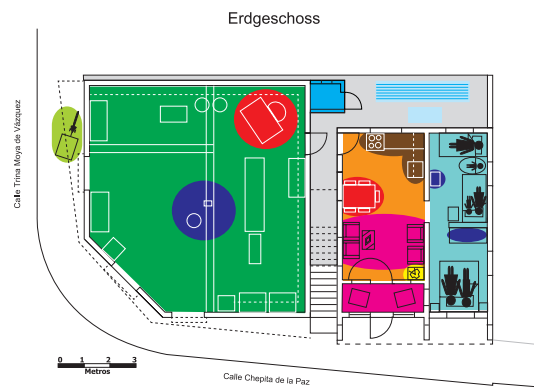 Erdgeschoss
Calle Trina Moya de Vázquez
0 1 2 3
Metros
Calle Chepita de la Paz